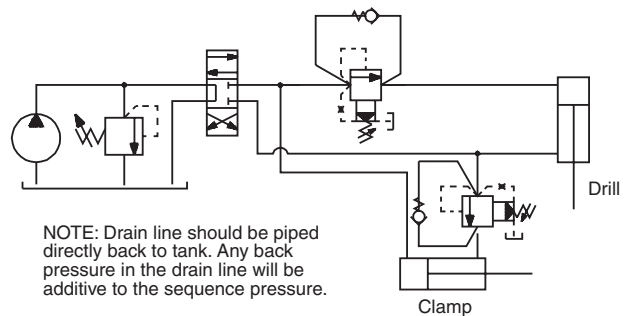 Drill
NOTE: Drain line should be piped
directly back to tank. Any back
pressure in the drain line will be
additive to the sequence pressure.
Clamp